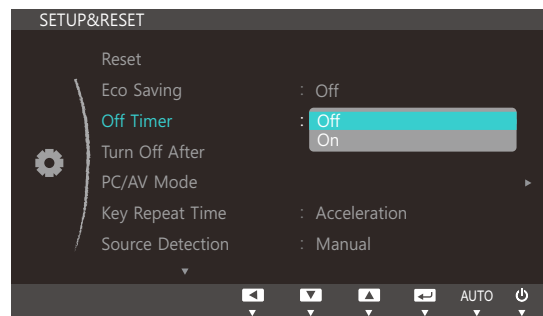 SETUP&RESET
Reset
Eco Saving : Off
Off Timer : Off
On
Turn Off After
PC/AV Mode
Key Repeat Time : Acceleration
Source Detection : Manual
AUTO